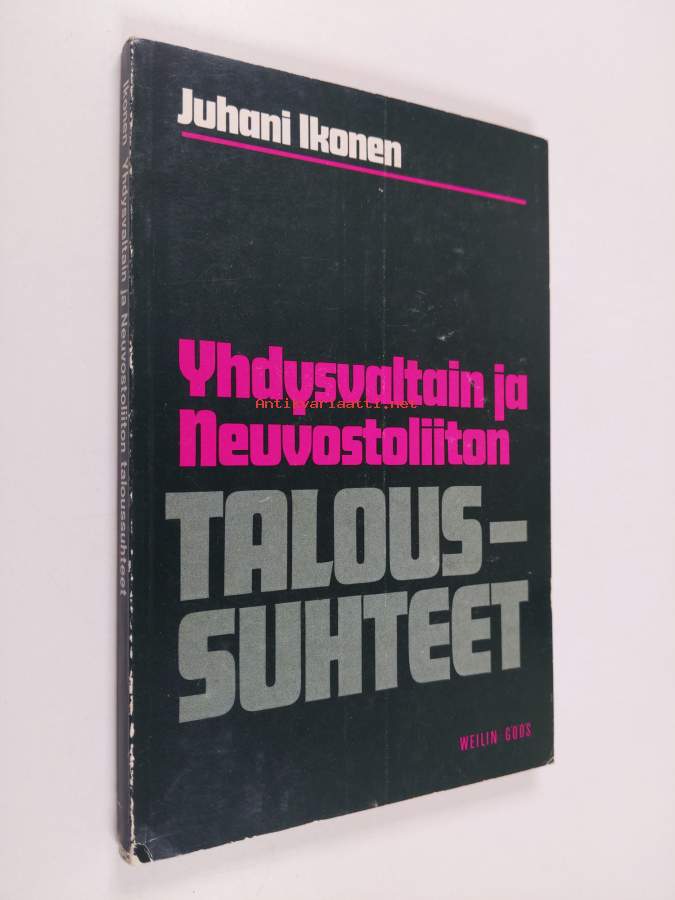 Juhani Ikonen
Yhdysvaltain ja
Antikvariaatti.net
Neuvostoliiton
TALOUS-
SUHTEET
WEILIN+GÖÖS
Ikonen Yhdysvaltain ja Neuvostoliiton taloussuhteet